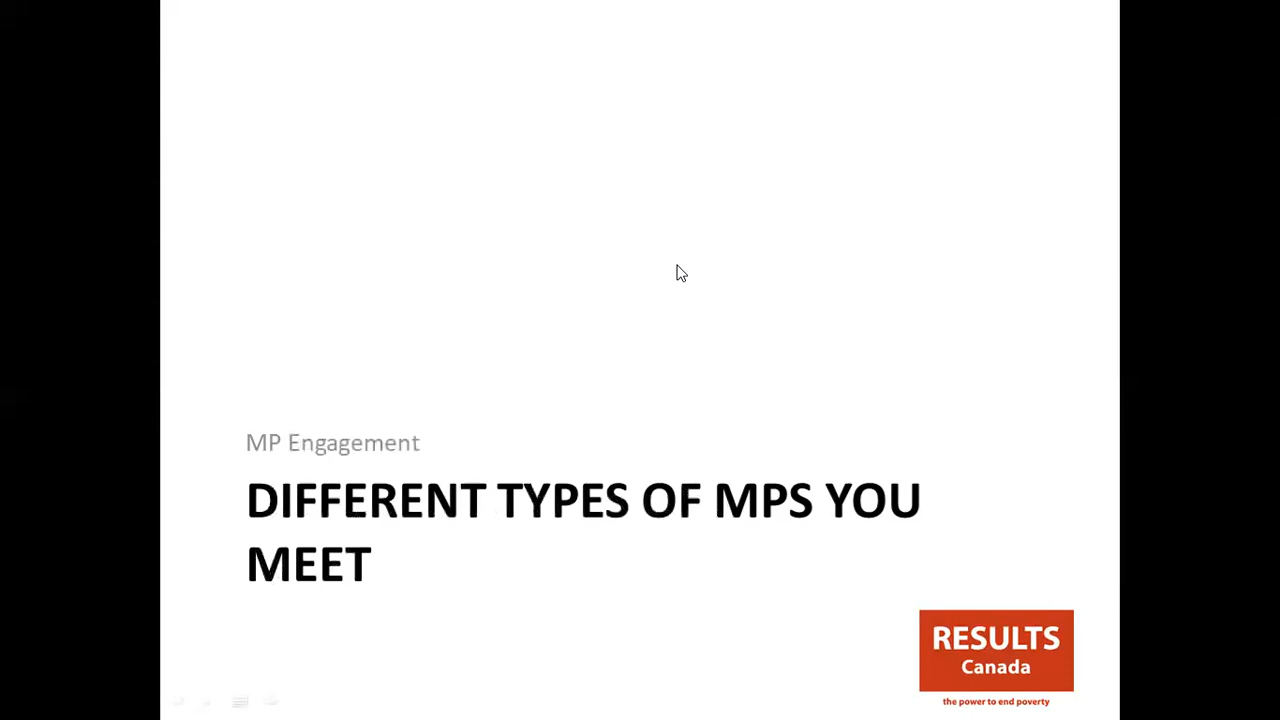 MP Engagement
DIFFERENT TYPES OF MPS YOU
MEET
RESULTS
Canada
the power to end poverty